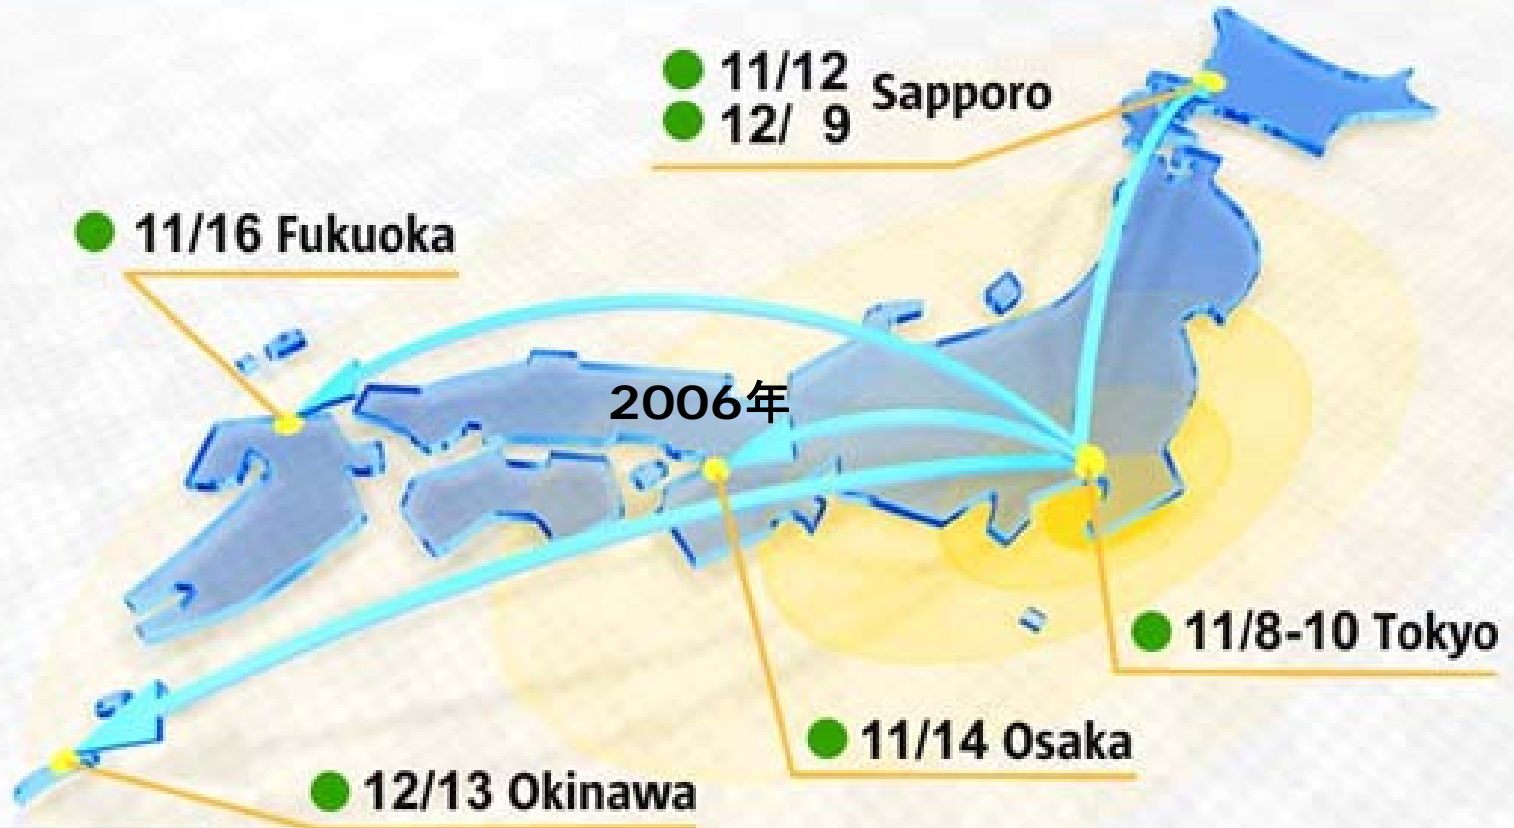 11/12
12/ 9
Sapporo
11/16 Fukuoka
2006年
11/8-10 Tokyo
11/14 Osaka
12/13 Okinawa